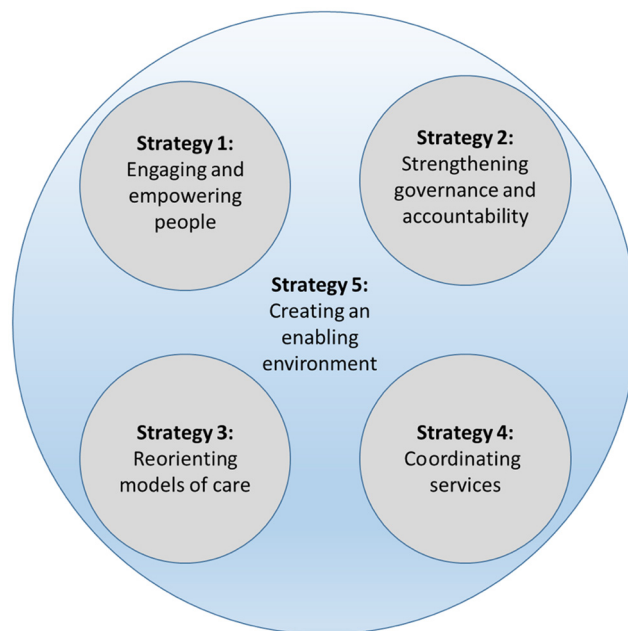 Strategy 1:
Engaging and
empowering
people
Strategy 2:
Strengthening
governance and
accountability
Strategy 5:
Creating an
enabling
environment
Strategy 3:
Reorienting
models of care
Strategy 4:
Coordinating
services